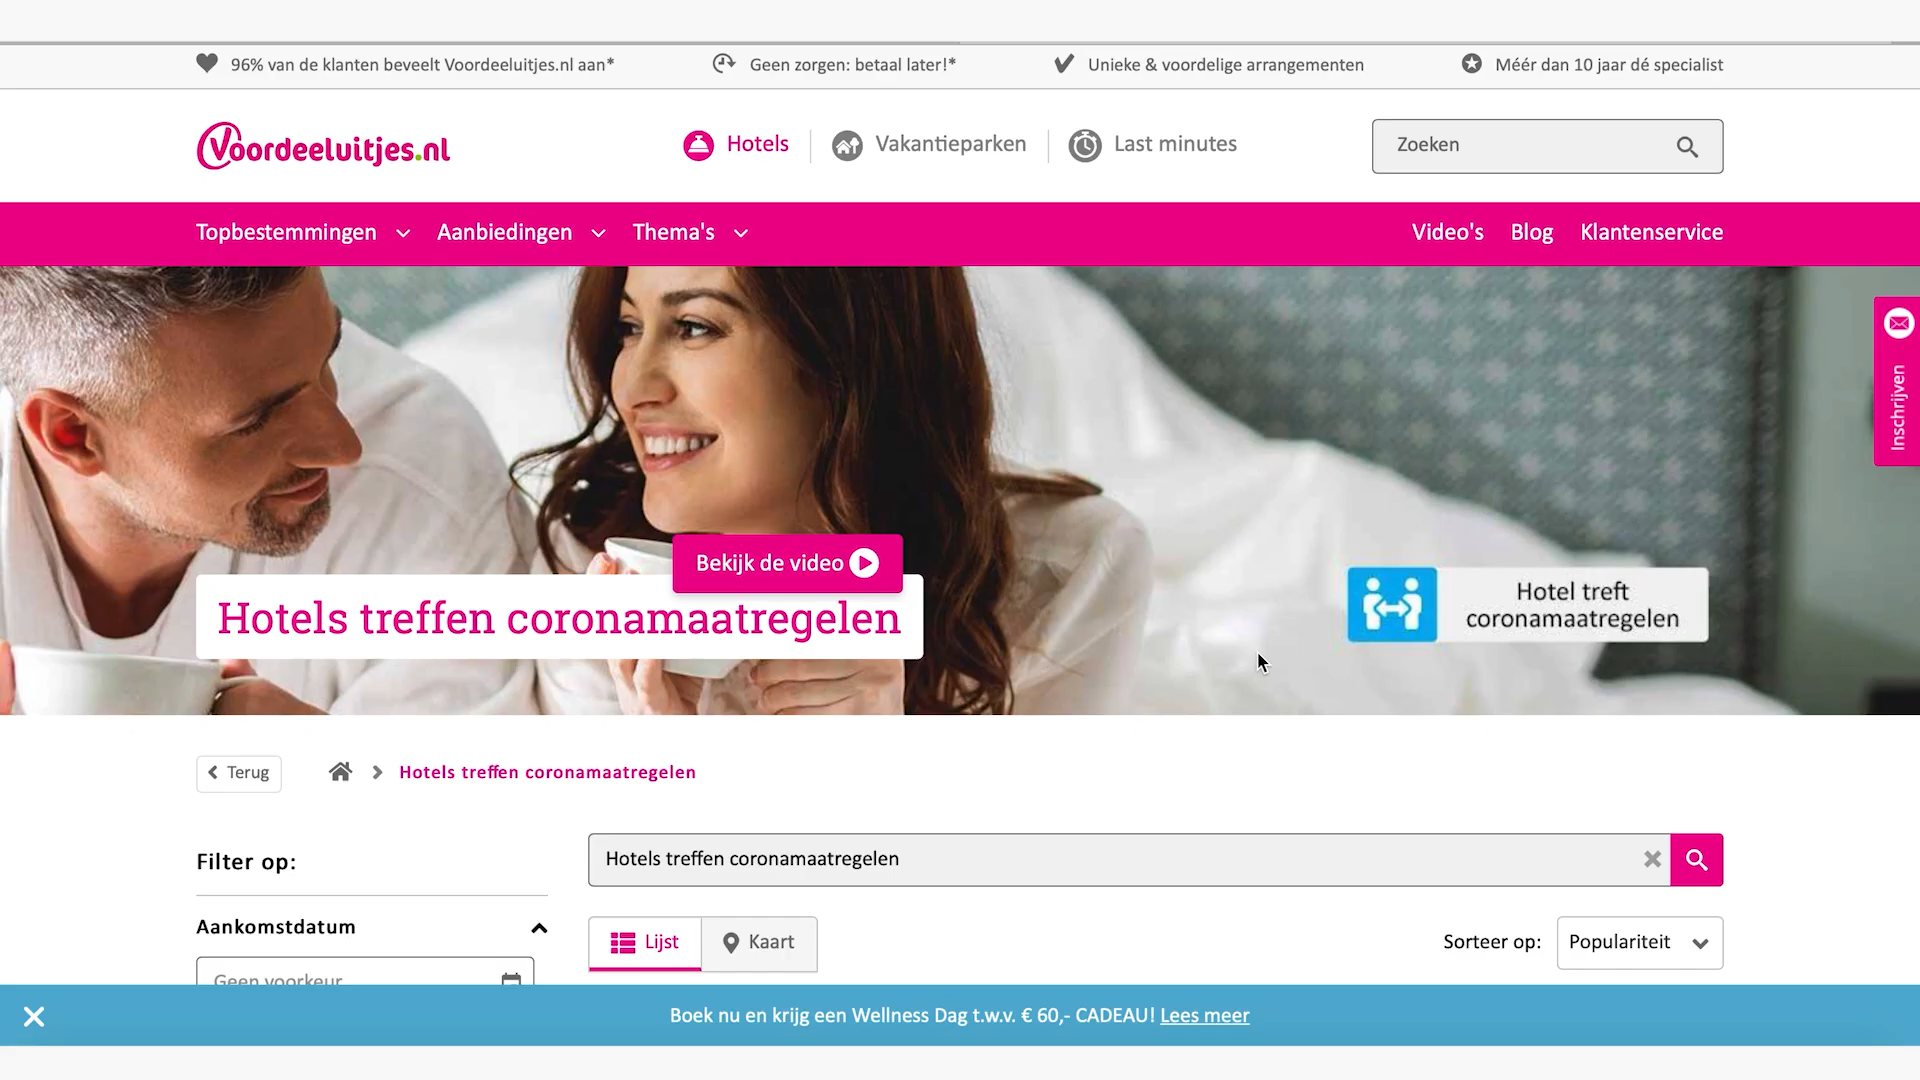 96% van de klanten beveelt Voordeeluitjes.nl aan*
Geen zorgen: betaal later!*
Unieke & voordelige arrangementen
Méér dan 10 jaar dé specialist
Voordeeluitjes.nl
Hotels
Vakantieparken
Last minutes
Zoeken
Topbestemmingen
Aanbiedingen
Thema's
Video's
Blog
Klantenservice
Inschrijven
Bekijk de video
Hotels treffen coronamaatregelen
Hotel treft
coronamaatregelen
Terug
Hotels treffen coronamaatregelen
Filter op:
Hotels treffen coronamaatregelen
Aankomstdatum
Lijst
Kaart
Sorteer op:
Populariteit
Geen voorkeur
Boek nu en krijg een Wellness Dag t.w.v. € 60,- CADEAU! Lees meer